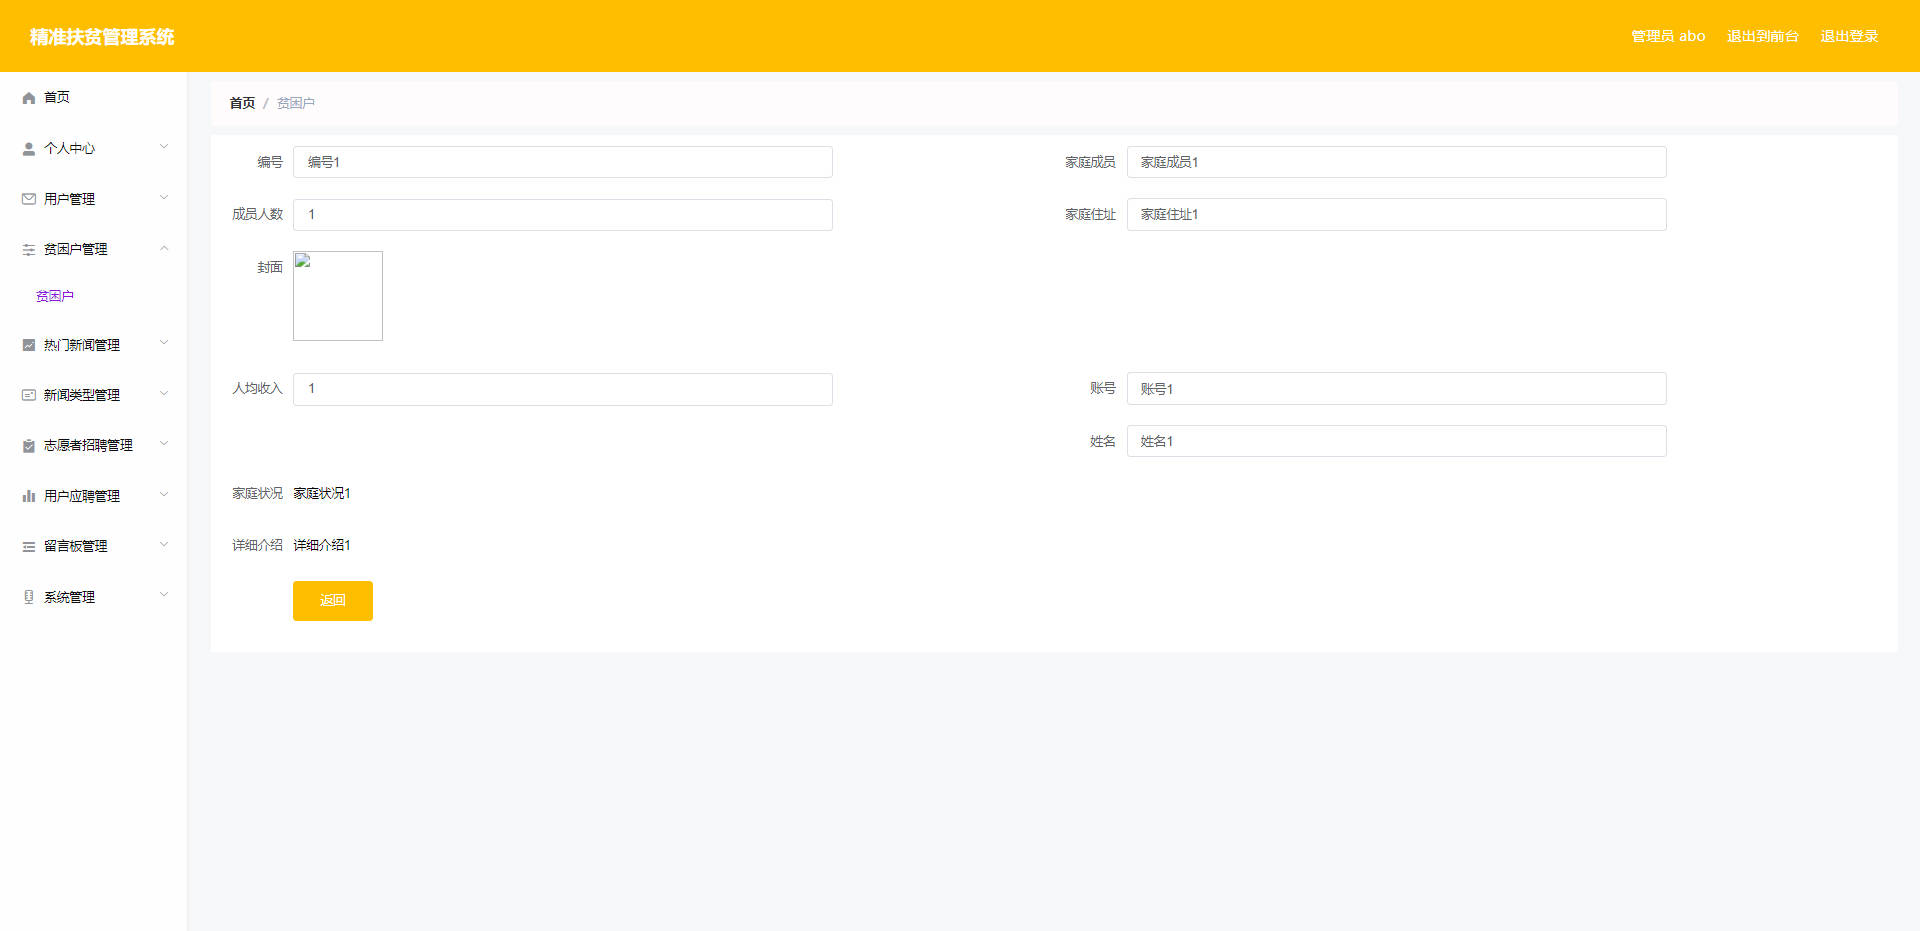 精准扶贫管理系统
管理员 abo 退出到前台 退出登录
首页
个人中心
用户管理
贫困户管理
贫困户
热门新闻管理
新闻类型管理
志愿者招聘管理
用户应聘管理
留言板管理
系统管理
首页 / 贫困户
编号 编号1 家庭成员 家庭成员1
成员人数 1 家庭住址 家庭住址1
封面
人均收入 1 账号 账号1
姓名 姓名1
家庭状况 家庭状况1
详细介绍 详细介绍1
返回